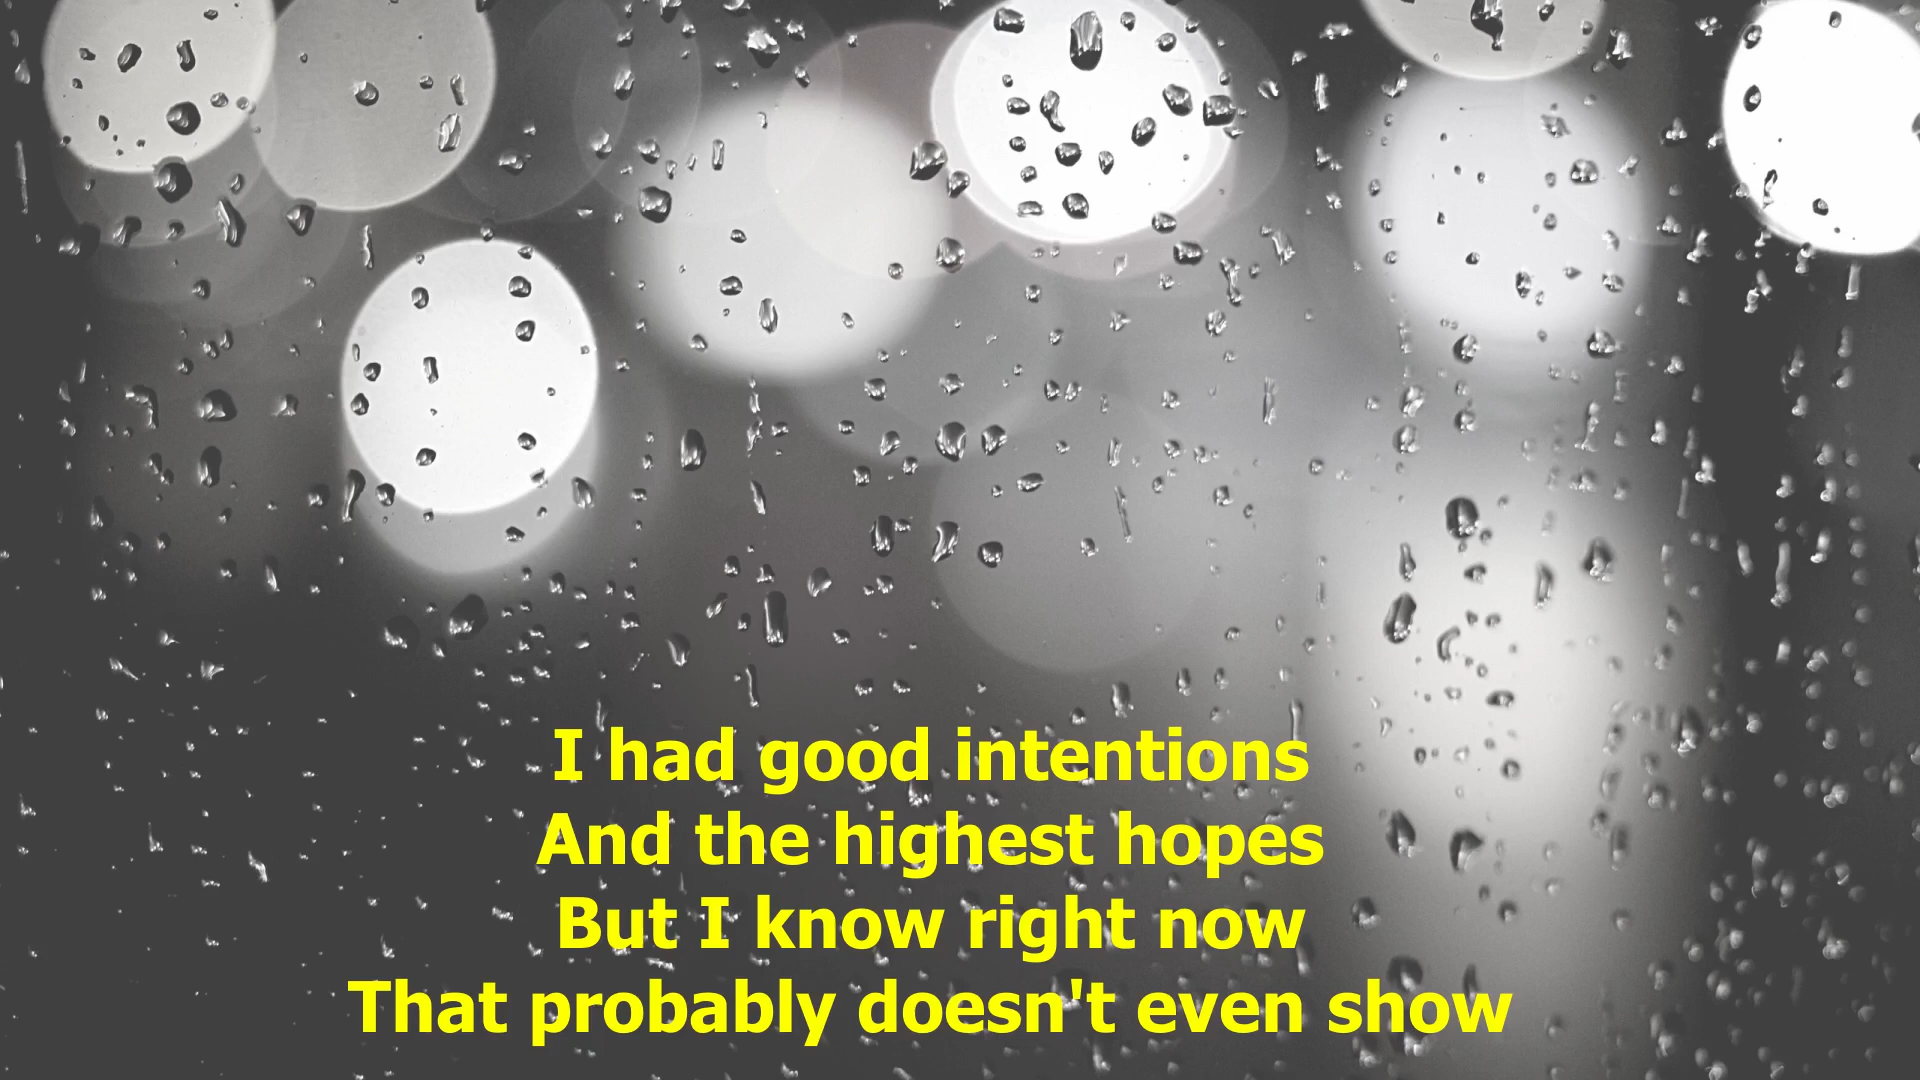 I had good intentions
And the highest hopes
But I know right now
That probably doesn't even show